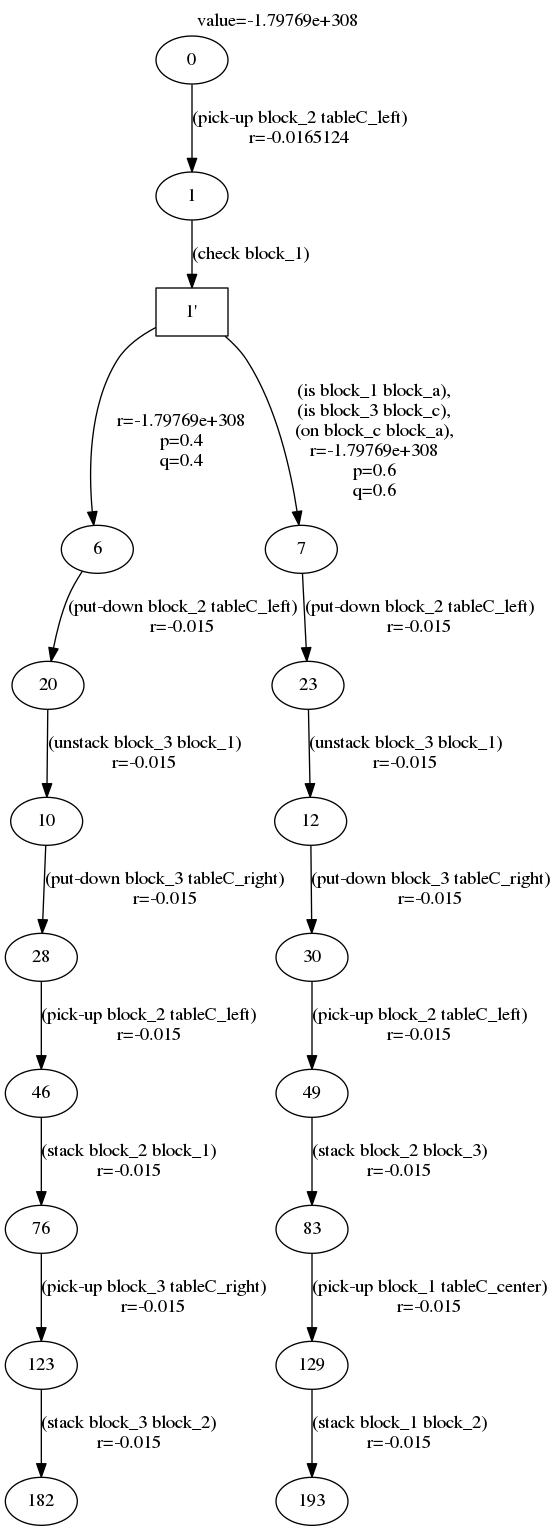 value=-1.79769e+308
0
(pick-up block_2 tableC_left)
r=-0.0165124
1
(check block_1)
1'
r=-1.79769e+308
p=0.4
q=0.4
(is block_1 block_a),
(is block_3 block_c),
(on block_c block_a),
r=-1.79769e+308
p=0.6
q=0.6
6
7
(put-down block_2 tableC_left)
r=-0.015
(put-down block_2 tableC_left)
r=-0.015
20
23
(unstack block_3 block_1)
r=-0.015
(unstack block_3 block_1)
r=-0.015
10
12
(put-down block_3 tableC_right)
r=-0.015
(put-down block_3 tableC_right)
r=-0.015
28
30
(pick-up block_2 tableC_left)
r=-0.015
(pick-up block_2 tableC_left)
r=-0.015
46
49
(stack block_2 block_1)
r=-0.015
(stack block_2 block_3)
r=-0.015
76
83
(pick-up block_3 tableC_right)
r=-0.015
(pick-up block_1 tableC_center)
r=-0.015
123
129
(stack block_3 block_2)
r=-0.015
(stack block_1 block_2)
r=-0.015
182
193